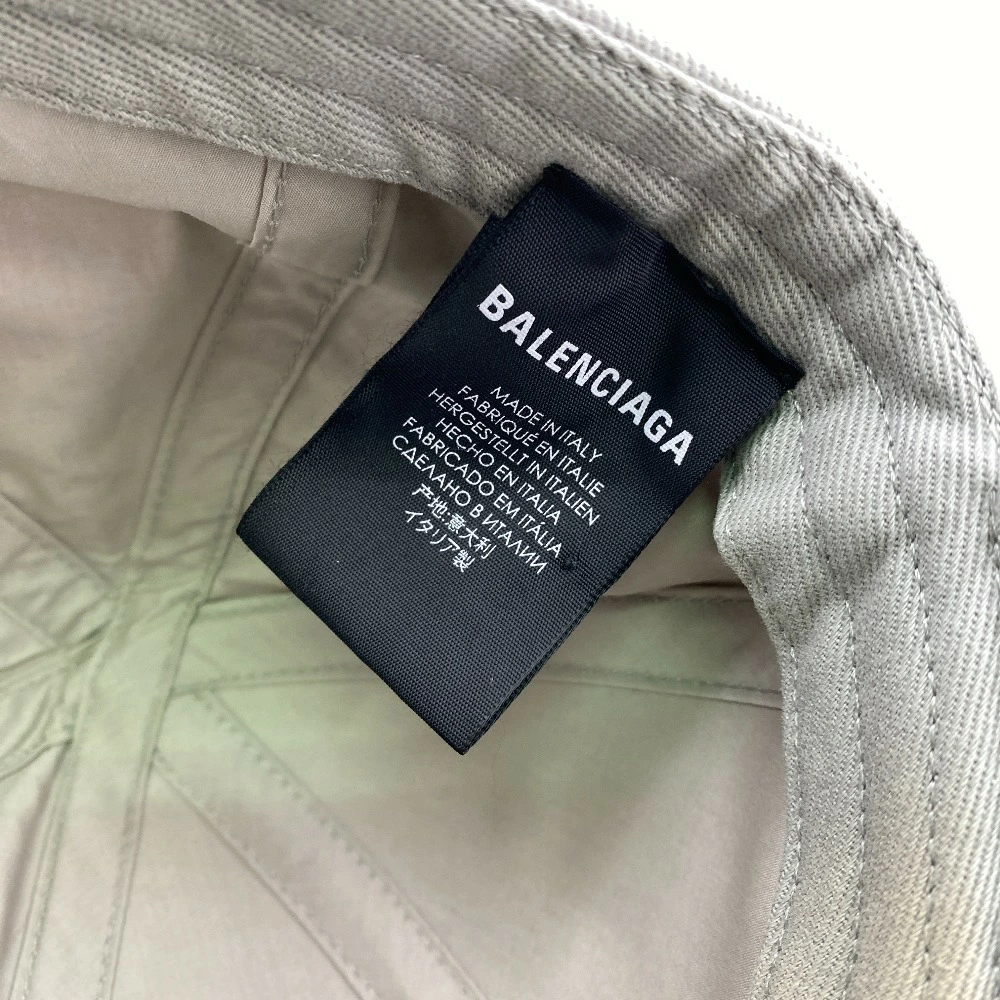 BALENCIAGA
MADE IN ITALY
FABRIQUÉ EN ITALIE
HERGESTELLT IN ITALIEN
HECHO EN ITALIA
FABRICADO EM ITÁLIA
СДЕЛАНО В ИТАЛИИ
产地:意大利
イタリア製